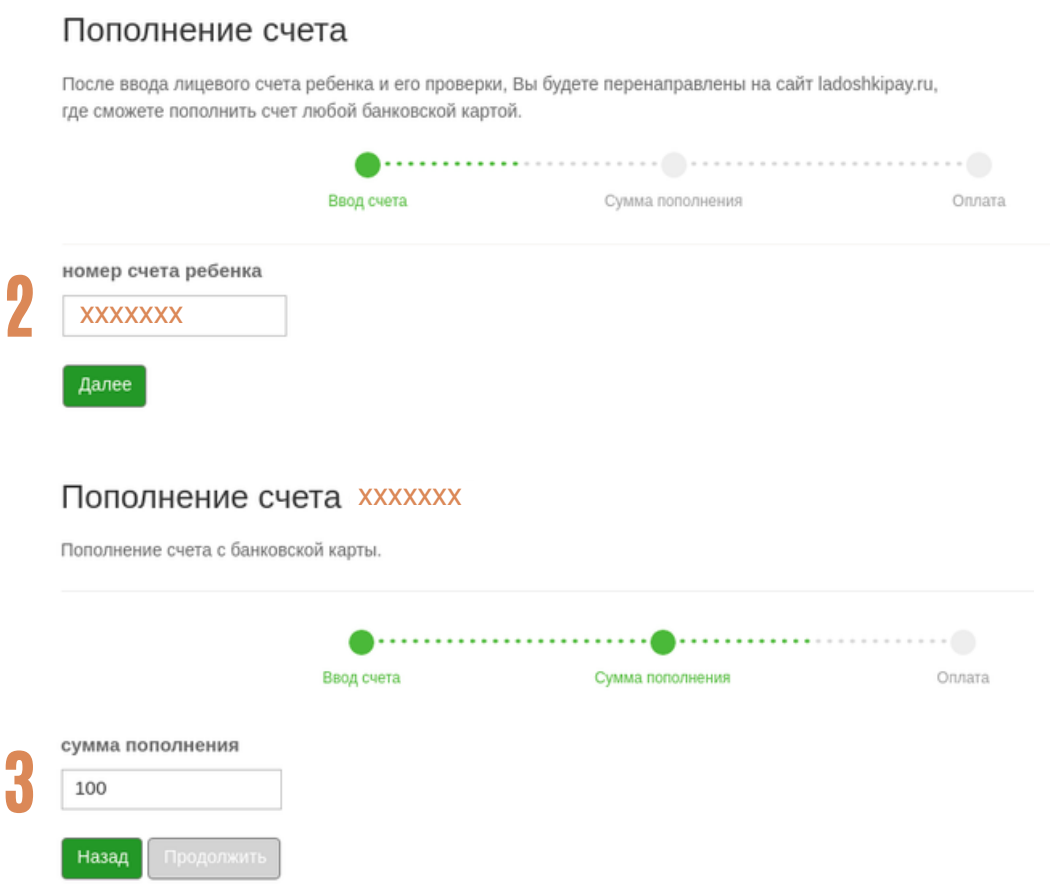 Пополнение счета
После ввода лицевого счета ребенка и его проверки, Вы будете перенаправлены на сайт ladoshkipay.ru,
где сможете пополнить счет любой банковской картой.
Ввод счета Сумма пополнения Оплата
номер счета ребенка
2 XXXXXXX
Далее
Пополнение счета XXXXXXX
Пополнение счета с банковской карты.
Ввод счета Сумма пополнения Оплата
сумма пополнения
3 100
Назад Продолжить